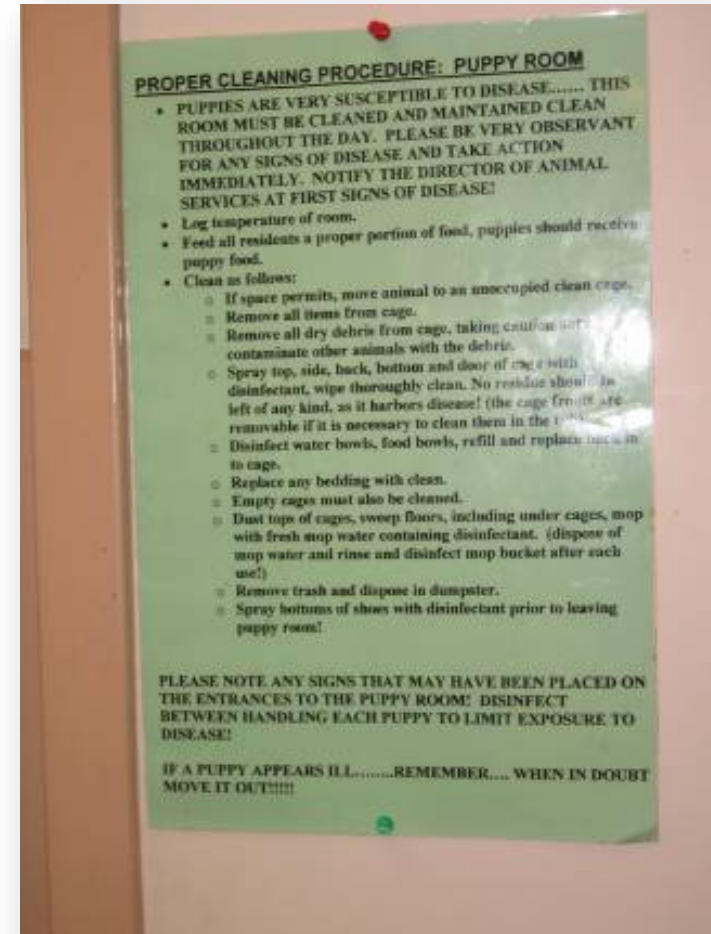 PROPER CLEANING PROCEDURE: PUPPY ROOM
• PUPPIES ARE VERY SUSCEPTIBLE TO DISEASE...... THIS
ROOM MUST BE CLEANED AND MAINTAINED CLEAN
THROUGHOUT THE DAY. PLEASE BE VERY OBSERVANT
FOR ANY SIGNS OF DISEASE AND TAKE ACTION
IMMEDIATELY. NOTIFY THE DIRECTOR OF ANIMAL
SERVICES AT FIRST SIGNS OF DISEASE!
• Log temperature of room.
• Feed all residents a proper portion of food, puppies should receive
puppy food.
• Clean as follows:
o If space permits, move animal to an unoccupied clean cage.
o Remove all items from cage.
o Remove all dry debris from cage, taking caution
contaminate other animals with the debris.
o Spray top, side, back, bottom and door of cage with
disinfectant, wipe thoroughly clean. No residue should be
left of any kind, as it harbors disease! (the cage fronts are
removable if it is necessary to clean them in the
o Disinfect water bowls, food bowls, refill and replace back in
to cage.
o Replace any bedding with clean.
o Empty cages must also be cleaned.
o Dust tops of cages, sweep floors, including under cages, mop
with fresh mop water containing disinfectant. (dispose of
mop water and rinse and disinfect mop bucket after each
use!)
o Remove trash and dispose in dumpster.
o Spray bottoms of shoes with disinfectant prior to leaving
puppy room!
PLEASE NOTE ANY SIGNS THAT MAY HAVE BEEN PLACED ON
THE ENTRANCES TO THE PUPPY ROOM! DISINFECT
BETWEEN HANDLING EACH PUPPY TO LIMIT EXPOSURE TO
DISEASE!
IF A PUPPY APPEARS ILL........REMEMBER.... WHEN IN DOUBT
MOVE IT OUT!!!!!